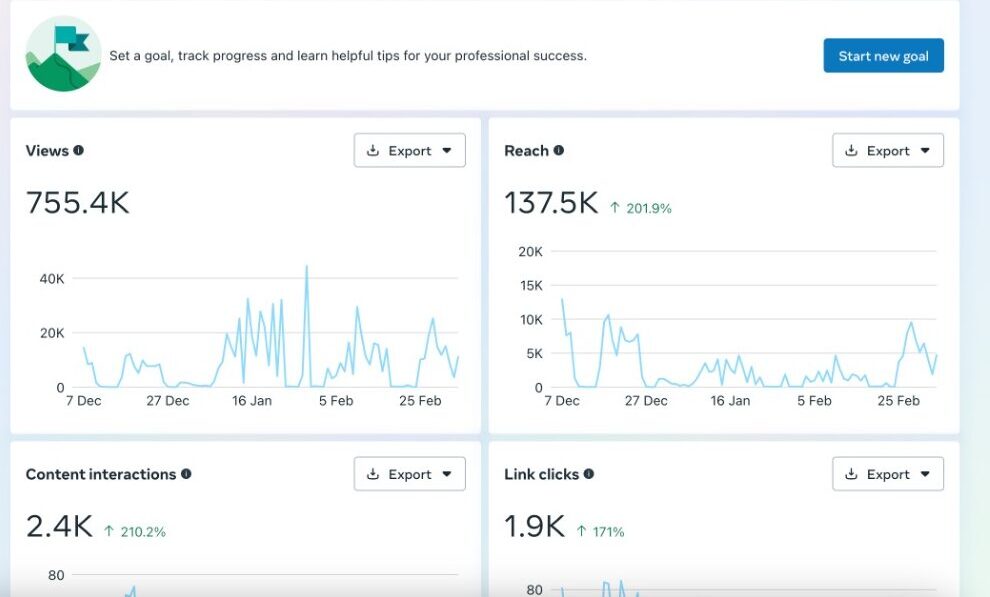 Set a goal, track progress and learn helpful tips for your professional success.
Start new goal
Views
Export
755.4K
40K
20K
0
7 Dec
27 Dec
16 Jan
5 Feb
25 Feb
Reach
Export
137.5K ↑ 201.9%
20K
15K
10K
5K
0
7 Dec
27 Dec
16 Jan
5 Feb
25 Feb
Content interactions
Export
2.4K ↑ 210.2%
80
Link clicks
Export
1.9K ↑ 171%
80